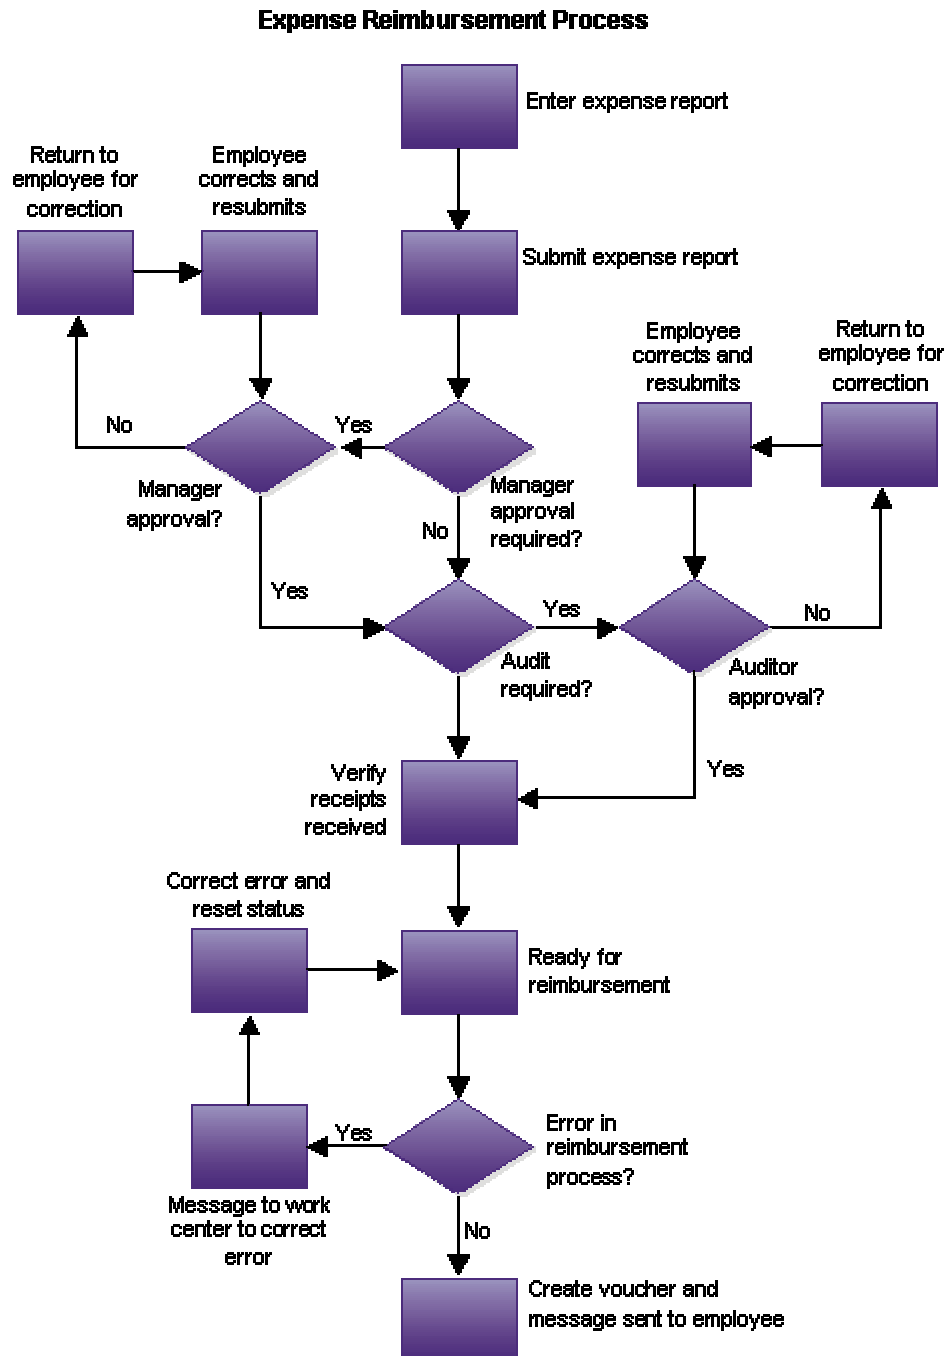 Expense Reimbursement Process
Enter expense report
Return to
employee for
correction
Employee
corrects and
resubmits
Submit expense report
Employee
corrects and
resubmits
Return to
employee for
correction
No
Yes
Manager
approval?
Manager
approval
required?
No
Yes
Yes
No
Audit
required?
Auditor
approval?
Yes
Verify
receipts
received
Correct error and
reset status
Ready for
reimbursement
Yes
Error in
reimbursement
process?
Message to work
center to correct
error
No
Create voucher and
message sent to employee